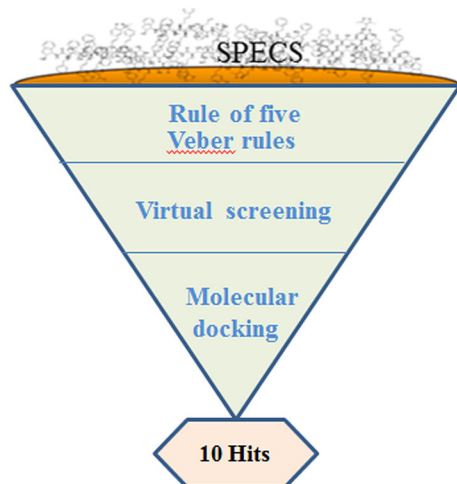 SPECS
Rule of five
Veber rules
Virtual screening
Molecular
docking
10 Hits